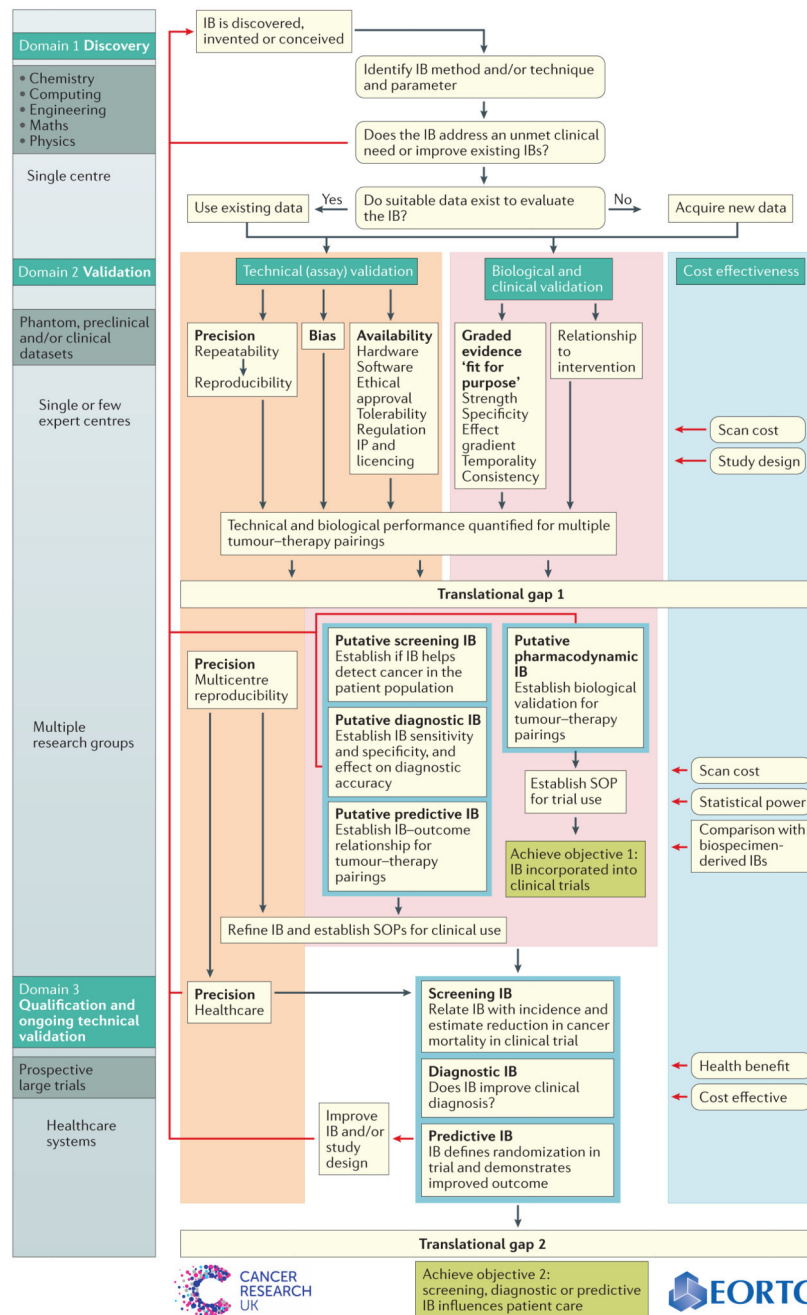 IB is discovered,
invented or conceived
Domain 1 Discovery
• Chemistry
• Computing
• Engineering
• Maths
• Physics
Single centre
Identify IB method and/or technique
and parameter
Does the IB address an unmet clinical
need or improve existing IBs?
Do suitable data exist to evaluate
the IB?
Yes
No
Use existing data
Acquire new data
Domain 2 Validation
Phantom, preclinical
and/or clinical
datasets
Single or few
expert centres
Technical (assay) validation
Biological and
clinical validation
Cost effectiveness
Precision
Repeatability
Reproducibility
Bias
Availability
Hardware
Software
Ethical
approval
Tolerability
Regulation
IP and
licencing
Graded
evidence
‘fit for
purpose’
Strength
Specificity
Effect
gradient
Temporality
Consistency
Relationship
to
intervention
Scan cost
Study design
Technical and biological performance quantified for multiple
tumour–therapy pairings
Translational gap 1
Multiple
research groups
Precision
Multicentre
reproducibility
Putative screening IB
Establish if IB helps
detect cancer in the
patient population
Putative diagnostic IB
Establish IB sensitivity
and specificity, and
effect on diagnostic
accuracy
Putative predictive IB
Establish IB–outcome
relationship for
tumour–therapy
pairings
Putative
pharmacodynamic
IB
Establish biological
validation for
tumour–therapy
pairings
Establish SOP
for trial use
Achieve objective 1:
IB incorporated into
clinical trials
Scan cost
Statistical power
Comparison with
biospecimen-
derived IBs
Refine IB and establish SOPs for clinical use
Domain 3
Qualification and
ongoing technical
validation
Prospective
large trials
Healthcare
systems
Precision
Healthcare
Screening IB
Relate IB with incidence and
estimate reduction in cancer
mortality in clinical trial
Diagnostic IB
Does IB improve clinical
diagnosis?
Predictive IB
IB defines randomization in
trial and demonstrates
improved outcome
Improve
IB and/or
study
design
Health benefit
Cost effective
Translational gap 2
CANCER
RESEARCH
UK
Achieve objective 2:
screening, diagnostic or predictive
IB influences patient care
EORTC